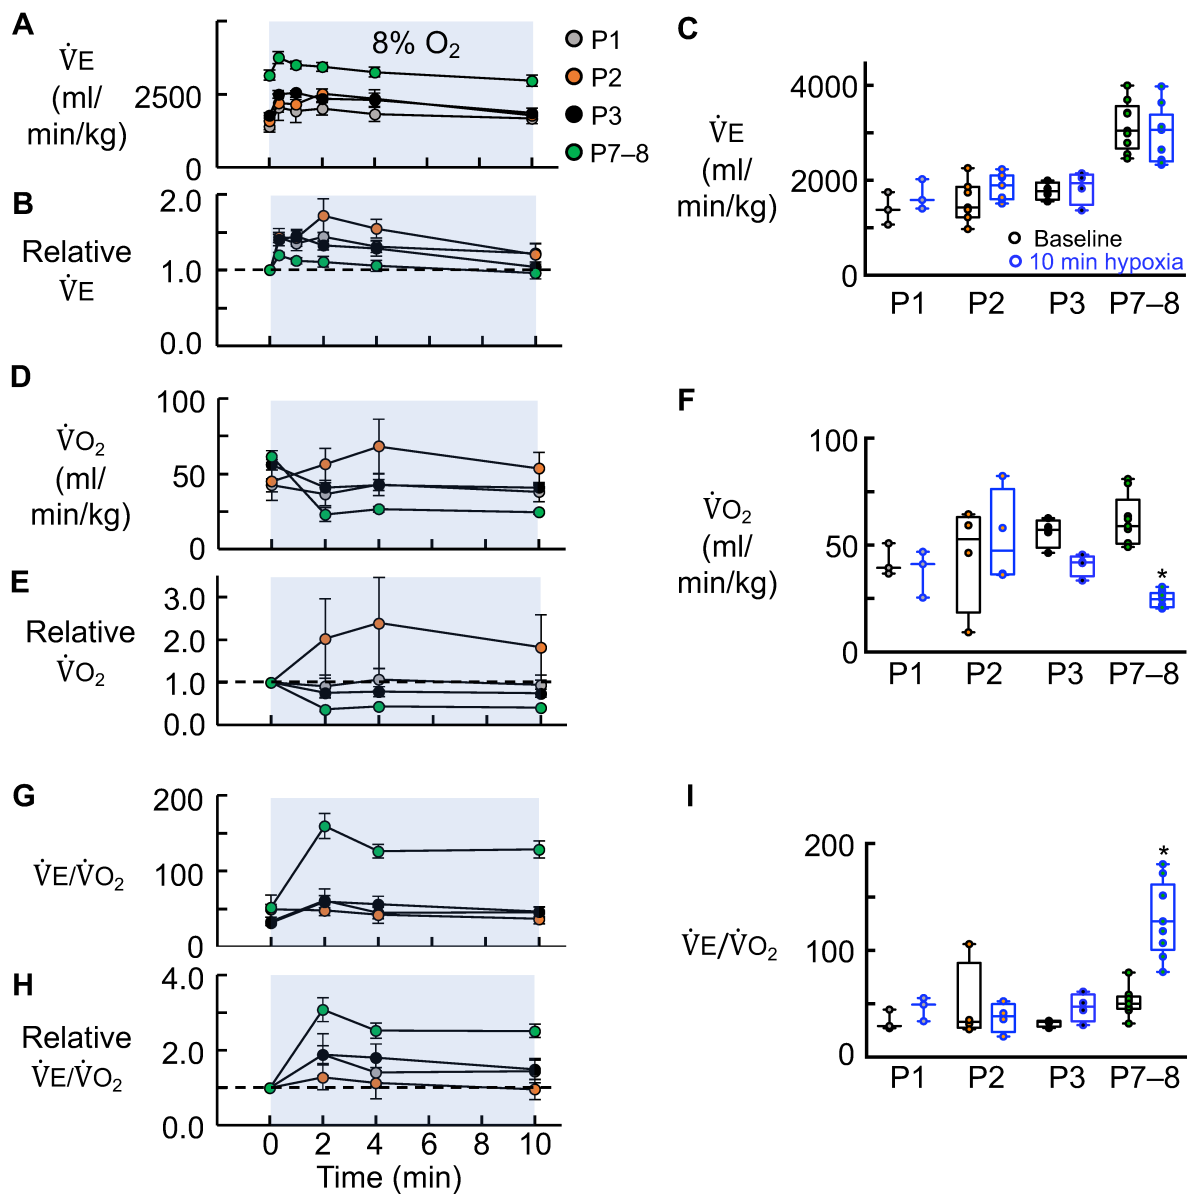 A
V̇E
(ml/
min/kg)
2500
0
8% O2
P1
P2
P3
P7–8
B
Relative
V̇E
2.0
1.0
0.0
C
V̇E
(ml/
min/kg)
4000
2000
0
Baseline
10 min hypoxia
P1 P2 P3 P7–8
D
V̇O2
(ml/
min/kg)
100
50
0
E
Relative
V̇O2
3.0
2.0
1.0
0.0
F
V̇O2
(ml/
min/kg)
100
50
0
*
P1 P2 P3 P7–8
G
V̇E/V̇O2
200
100
0
H
Relative
V̇E/V̇O2
4.0
2.0
1.0
0.0
0 2 4 6 8 10
Time (min)
I
V̇E/V̇O2
200
100
0
*
P1 P2 P3 P7–8